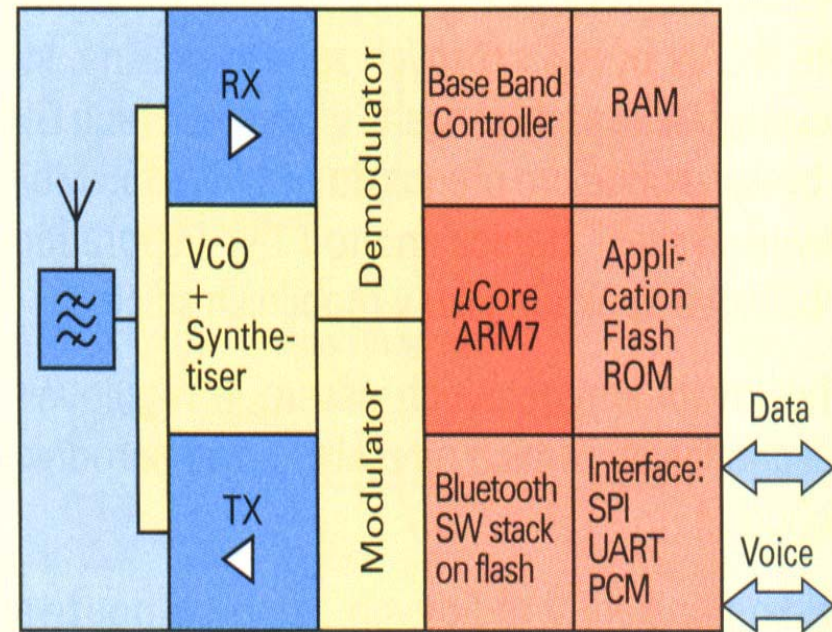 RX
VCO
+
Synthe-
tiser
TX
Demodulator
Modulator
Base Band
Controller
µCore
ARM7
Bluetooth
SW stack
on flash
RAM
Appli-
cation
Flash
ROM
Interface:
SPI
UART
PCM
Data
Voice